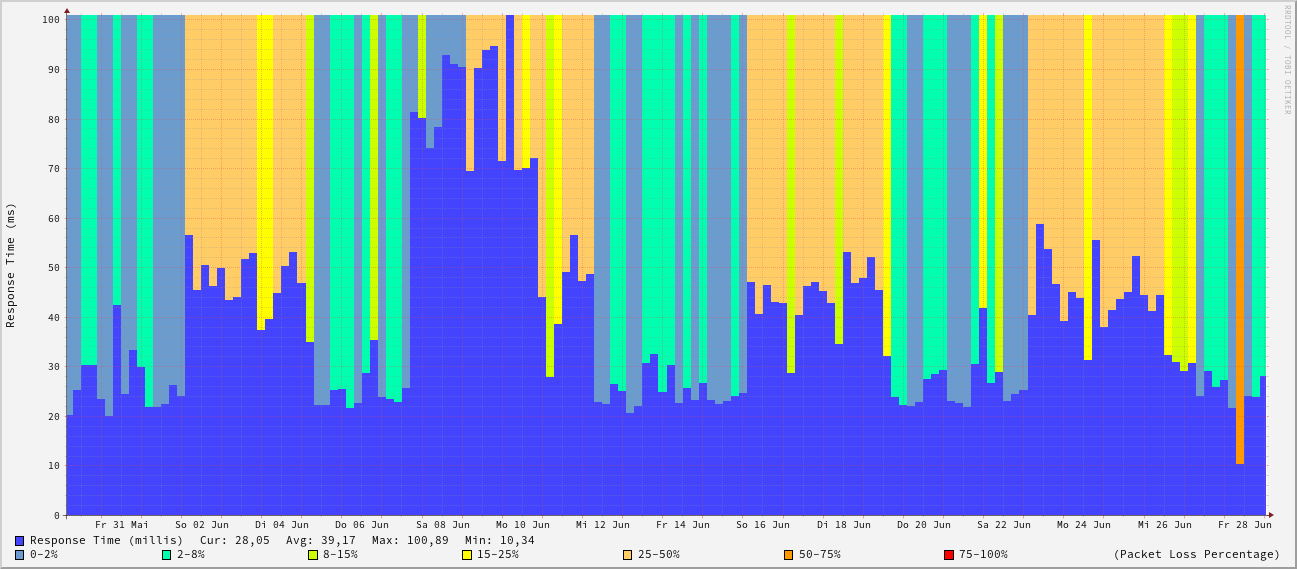 RRDTOOL / TOBI OETIKER
Response Time (ms)
100
90
80
70
60
50
40
30
20
10
0
Fr 31 Mai So 02 Jun Di 04 Jun Do 06 Jun Sa 08 Jun Mo 10 Jun Mi 12 Jun Fr 14 Jun So 16 Jun Di 18 Jun Do 20 Jun Sa 22 Jun Mo 24 Jun Mi 26 Jun Fr 28 Jun
Response Time (millis) Cur: 28,05 Avg: 39,17 Max: 100,89 Min: 10,34
0-2% 2-8% 8-15% 15-25% 25-50% 50-75% 75-100% (Packet Loss Percentage)